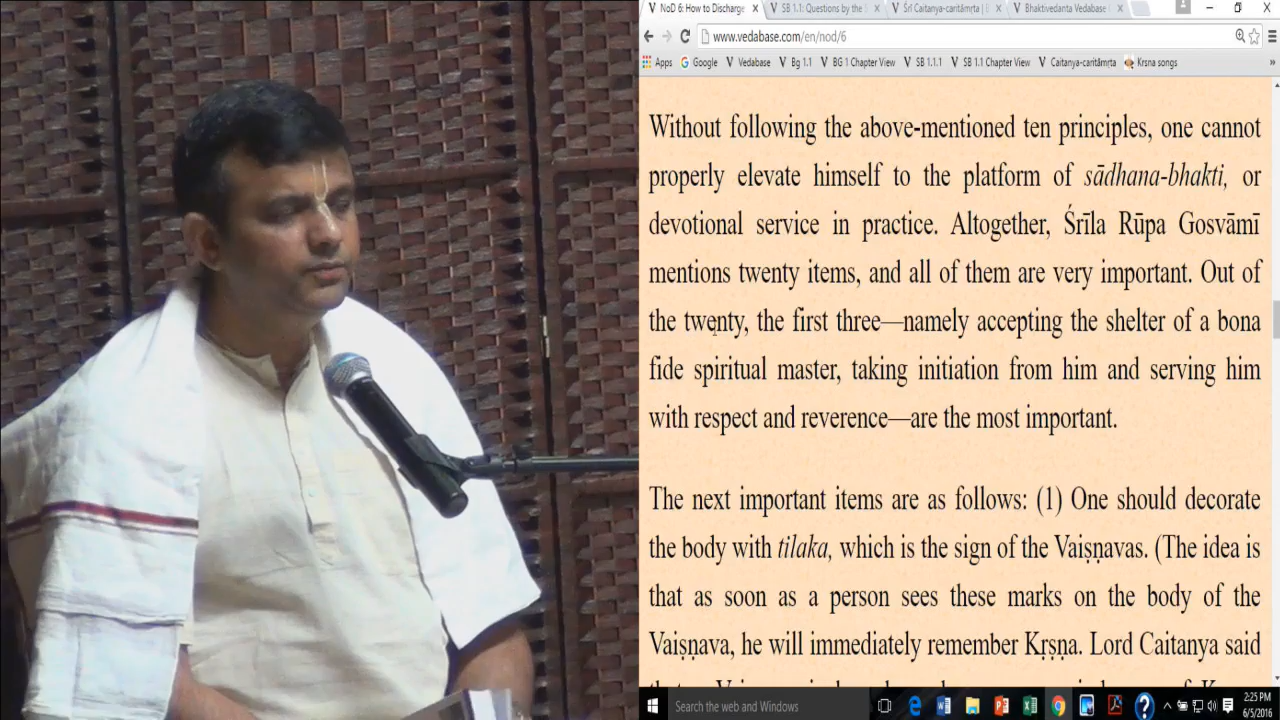 NoD 6: How to Discharge
SB 1.1: Questions by the
Śrī Caitanya-caritāmṛta |
Bhaktivedanta Vedabase
www.vedabase.com/en/nod/6
Apps Google Vedabase Bg 1.1 BG 1 Chapter View SB 1.1.1 SB 1.1 Chapter View Caitanya-caritāmṛta Krsna songs »
Without following the above-mentioned ten principles, one cannot
properly elevate himself to the platform of sādhana-bhakti, or
devotional service in practice. Altogether, Śrīla Rūpa Gosvāmī
mentions twenty items, and all of them are very important. Out of
the twenty, the first three—namely accepting the shelter of a bona
fide spiritual master, taking initiation from him and serving him
with respect and reverence—are the most important.
The next important items are as follows: (1) One should decorate
the body with tilaka, which is the sign of the Vaiṣṇavas. (The idea is
that as soon as a person sees these marks on the body of the
Vaiṣṇava, he will immediately remember Kṛṣṇa. Lord Caitanya said
Search the web and Windows
2:25 PM
6/5/2016